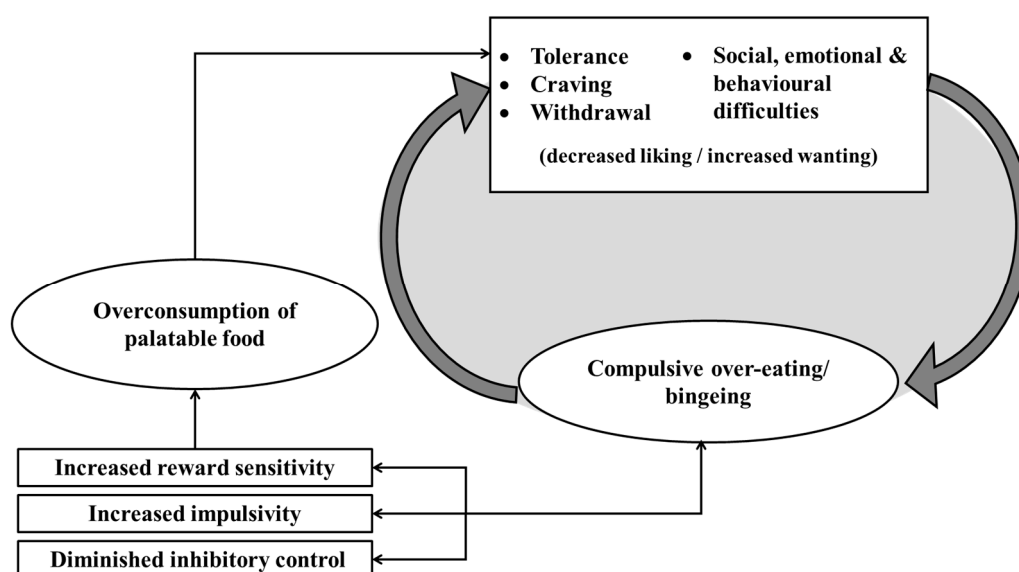 • Tolerance
• Craving
• Withdrawal
• Social, emotional &
behavioural
difficulties
(decreased liking / increased wanting)
Overconsumption of
palatable food
Compulsive over-eating/
bingeing
Increased reward sensitivity
Increased impulsivity
Diminished inhibitory control